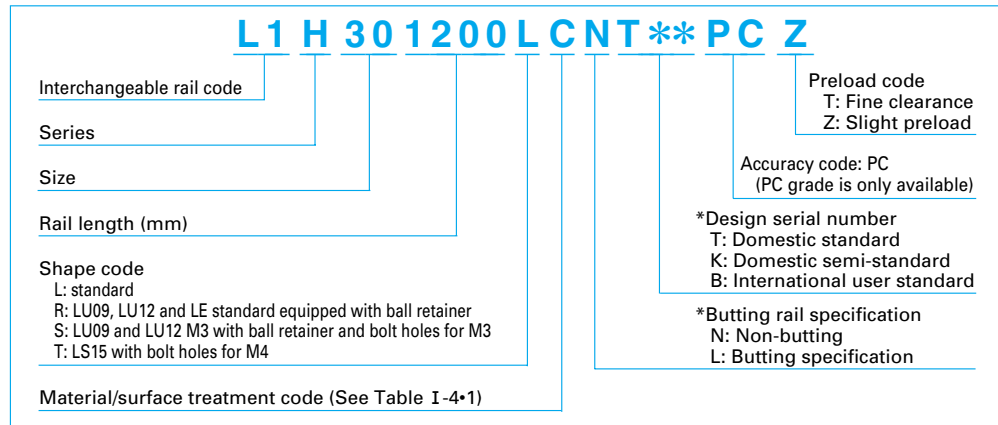 L1 H 30 1200 L C N T** PC Z
Interchangeable rail code
Series
Size
Rail length (mm)
Shape code
L: standard
R: LU09, LU12 and LE standard equipped with ball retainer
S: LU09 and LU12 M3 with ball retainer and bolt holes for M3
T: LS15 with bolt holes for M4
Material/surface treatment code (See Table I-4•1)
Preload code
T: Fine clearance
Z: Slight preload
Accuracy code: PC
(PC grade is only available)
*Design serial number
T: Domestic standard
K: Domestic semi-standard
B: International user standard
*Butting rail specification
N: Non-butting
L: Butting specification